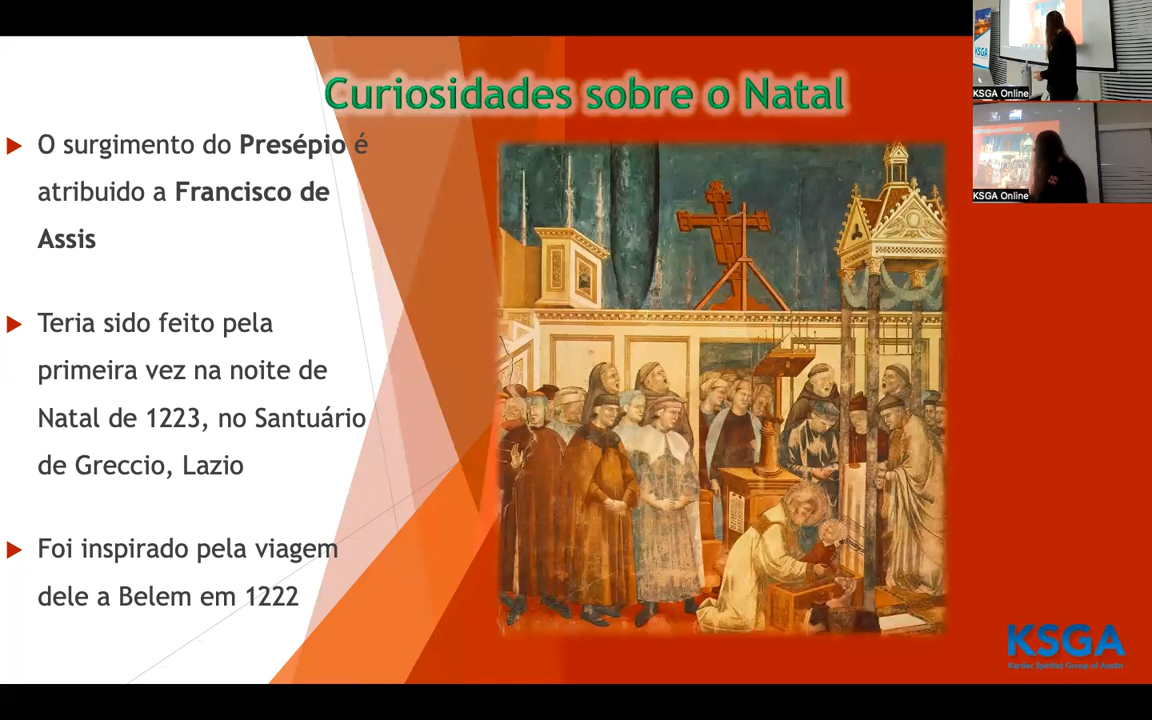 Curiosidades sobre o Natal
O surgimento do Presépio é
atribuido a Francisco de
Assis
Teria sido feito pela
primeira vez na noite de
Natal de 1223, no Santuário
de Greccio, Lazio
Foi inspirado pela viagem
dele a Belem em 1222
KSGA
KSGA Online
KSGA Online
KSGA
Kardec Spiritist Group of Austin